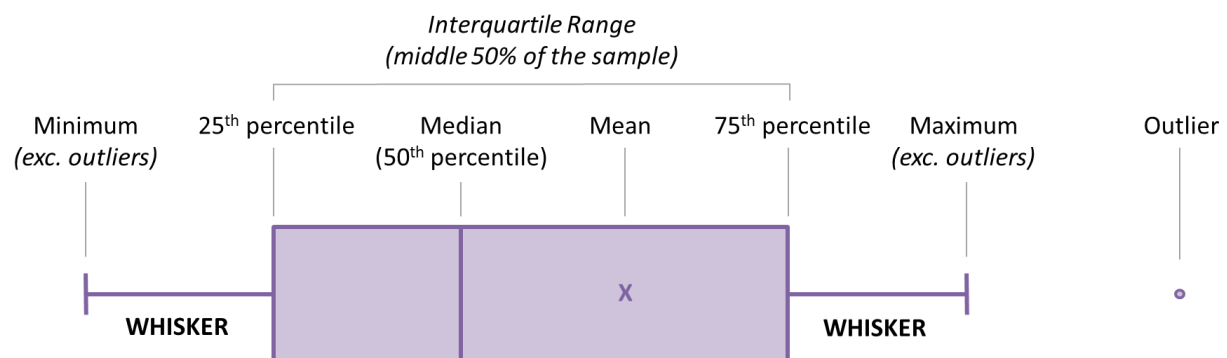 Interquartile Range
(middle 50% of the sample)
Minimum
(exc. outliers)
25th percentile
Median
(50th percentile)
Mean
75th percentile
Maximum
(exc. outliers)
Outlier
X
WHISKER
WHISKER